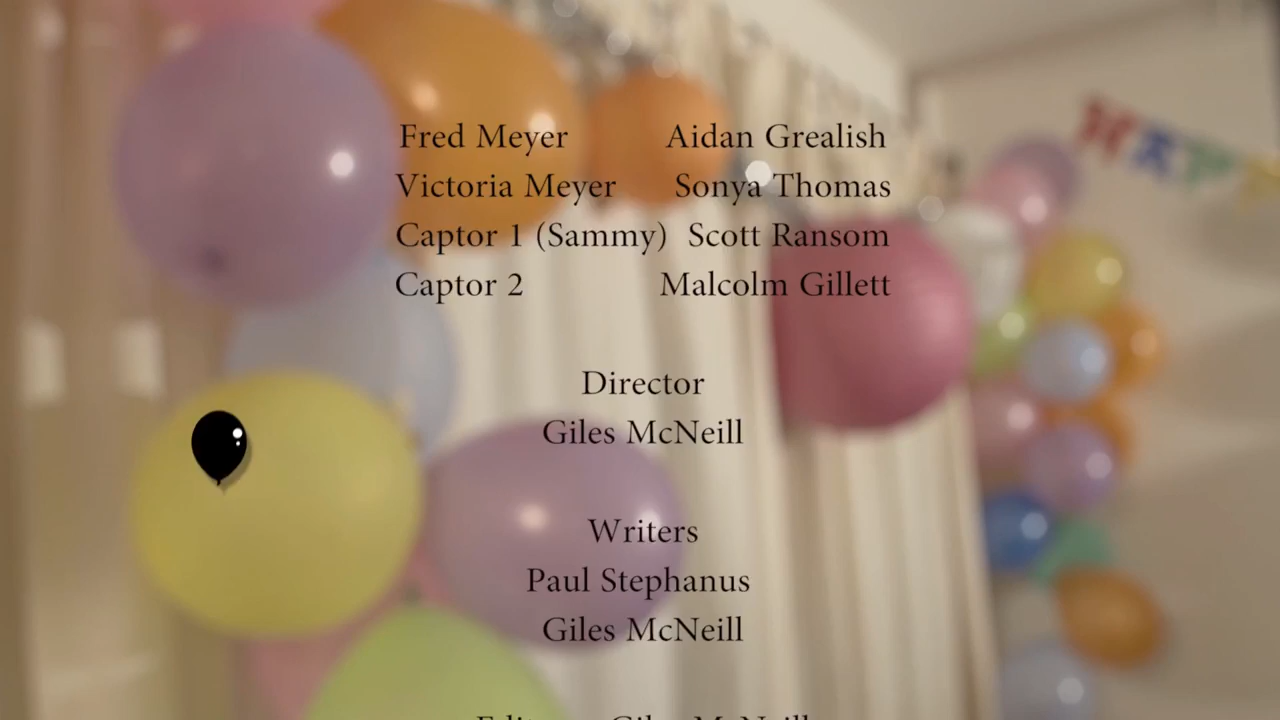 HAP
Fred Meyer Aidan Grealish
Victoria Meyer Sonya Thomas
Captor 1 (Sammy) Scott Ransom
Captor 2 Malcolm Gillett
Director
Giles McNeill
Writers
Paul Stephanus
Giles McNeill